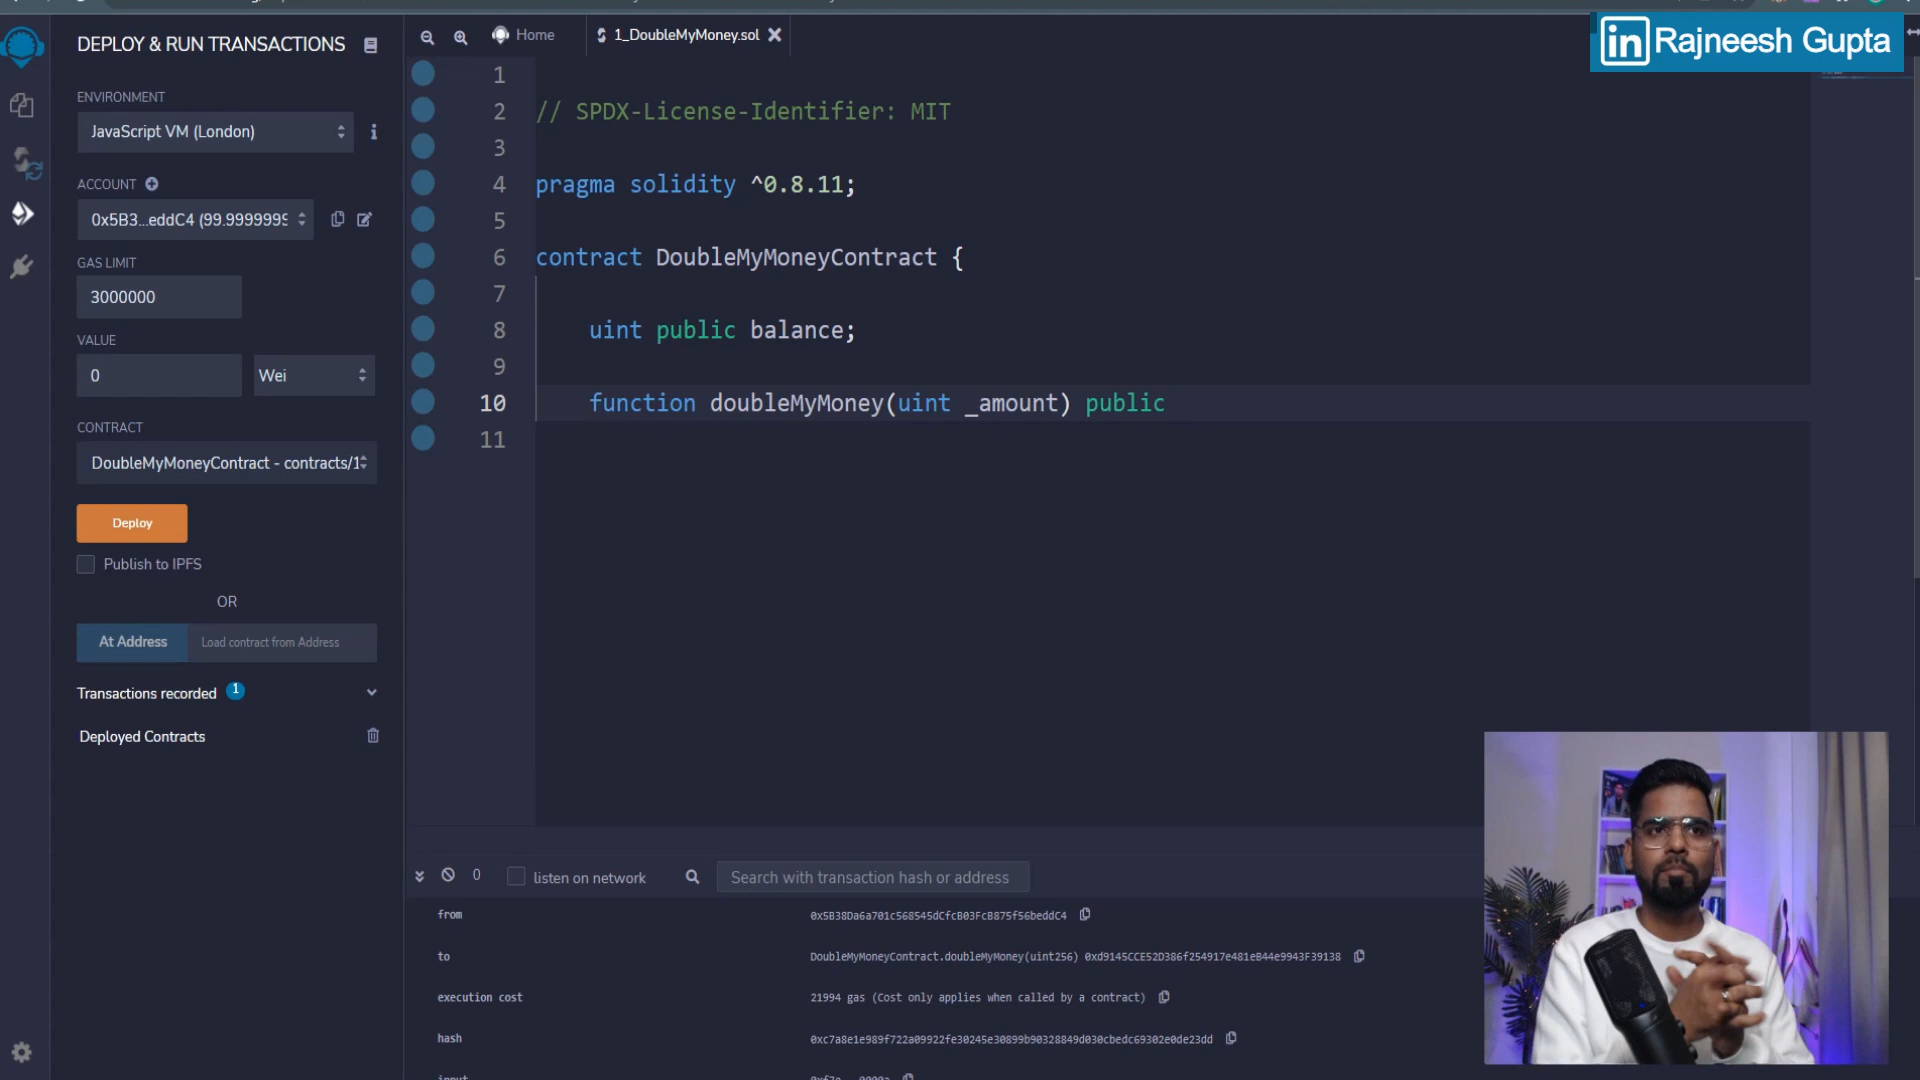 in Rajneesh Gupta
DEPLOY & RUN TRANSACTIONS
ENVIRONMENT
JavaScript VM (London)
i
ACCOUNT
0x5B3...eddC4 (99.9999999
GAS LIMIT
3000000
VALUE
0
Wei
CONTRACT
DoubleMyMoneyContract - contracts/1
Deploy
Publish to IPFS
OR
At Address
Load contract from Address
Transactions recorded 1
Deployed Contracts
Home
1_DoubleMyMoney.sol
1
2 // SPDX-License-Identifier: MIT
3
4 pragma solidity ^0.8.11;
5
6 contract DoubleMyMoneyContract {
7
8 uint public balance;
9
10 function doubleMyMoney(uint _amount) public
11
0
listen on network
Search with transaction hash or address
from 0x5B38Da6a701c568545dCfcB03FcB875f56beddC4
to DoubleMyMoneyContract.doubleMyMoney(uint256) 0xd9145CCE52D386f254917e481eB44e9943F39138
execution cost 21994 gas (Cost only applies when called by a contract)
hash 0xc7a8e1e989f722a09922fe30245e30899b90328849d030cbedc69302e0de23dd